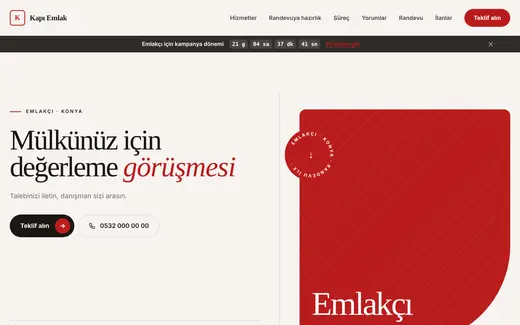 K Kapı Emlak
Hizmetler Randevuya hazırlık Süreç Yorumlar Randevu İlanlar Teklif alın
Emlakçı için kampanya dönemi 21 g 04 sa 37 dk 41 sn
EMLAKÇI · KONYA
Mülkünüz için
değerleme görüşmesi
Talebinizi iletin, danışman sizi arasın.
Teklif alın → 0532 000 00 00
EMLAKÇI · KONYA · RANDEVU İLE ·
↓
Emlakçı